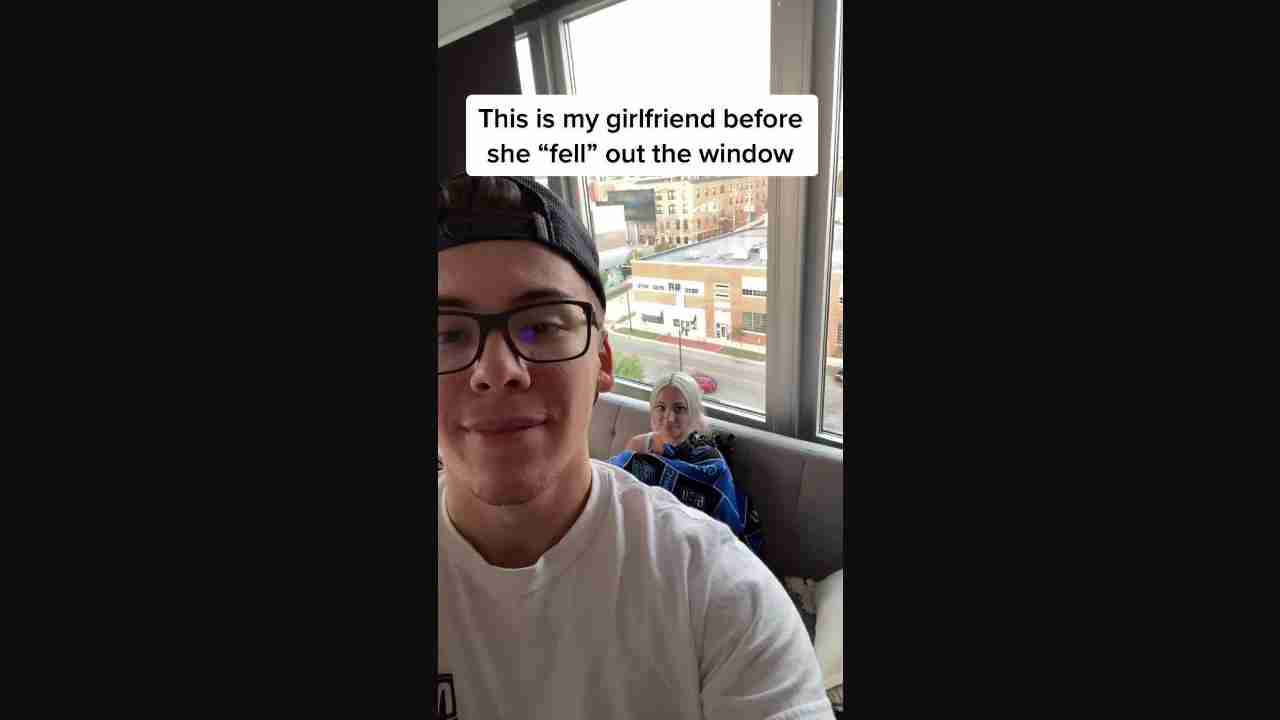 This is my girlfriend before
she “fell” out the window